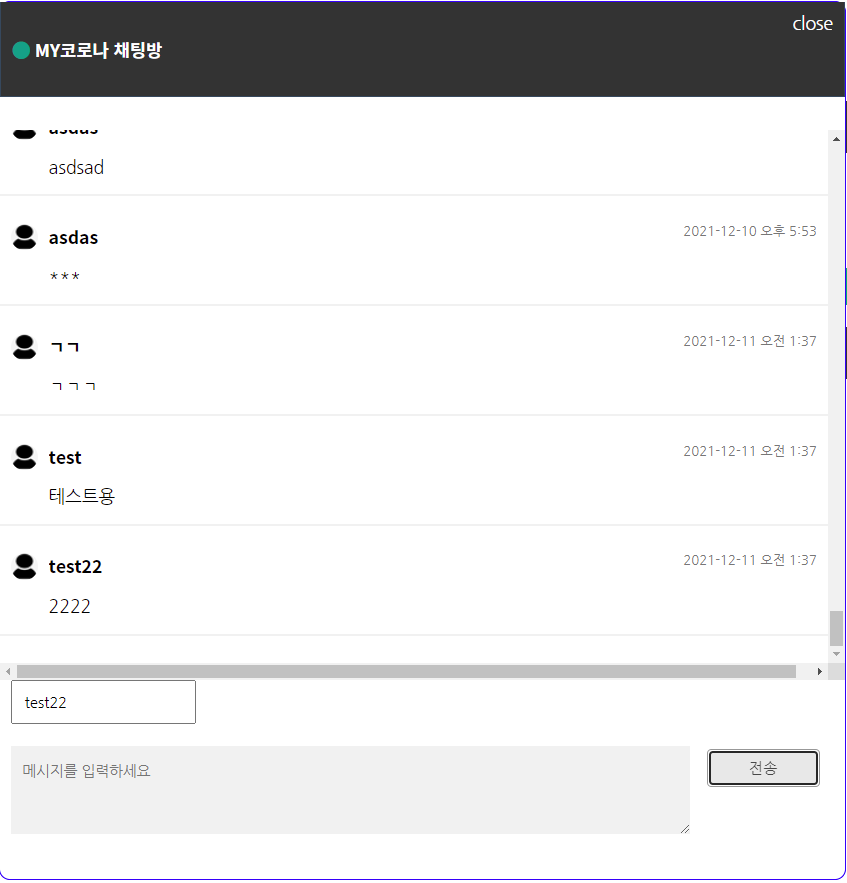 close
MY코로나 채팅방
asdas
asdsad
asdas
2021-12-10 오후 5:53
***
ㄱㄱ
2021-12-11 오전 1:37
ㄱㄱㄱ
test
2021-12-11 오전 1:37
테스트용
test22
2021-12-11 오전 1:37
2222
test22
메시지를 입력하세요
전송